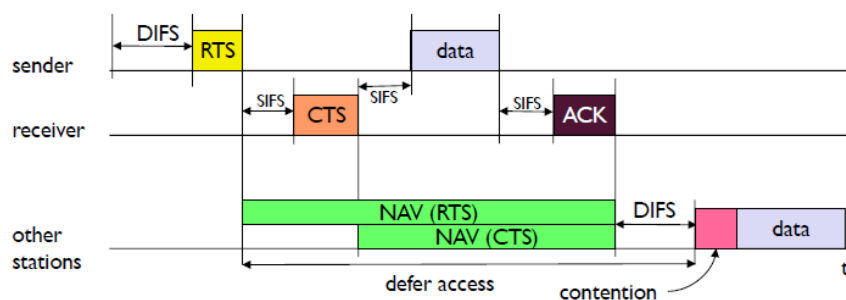 DIFS
RTS
data
sender
SIFS
CTS
SIFS
SIFS
ACK
receiver
NAV (RTS)
DIFS
NAV (CTS)
data
other
stations
defer access
contention
t